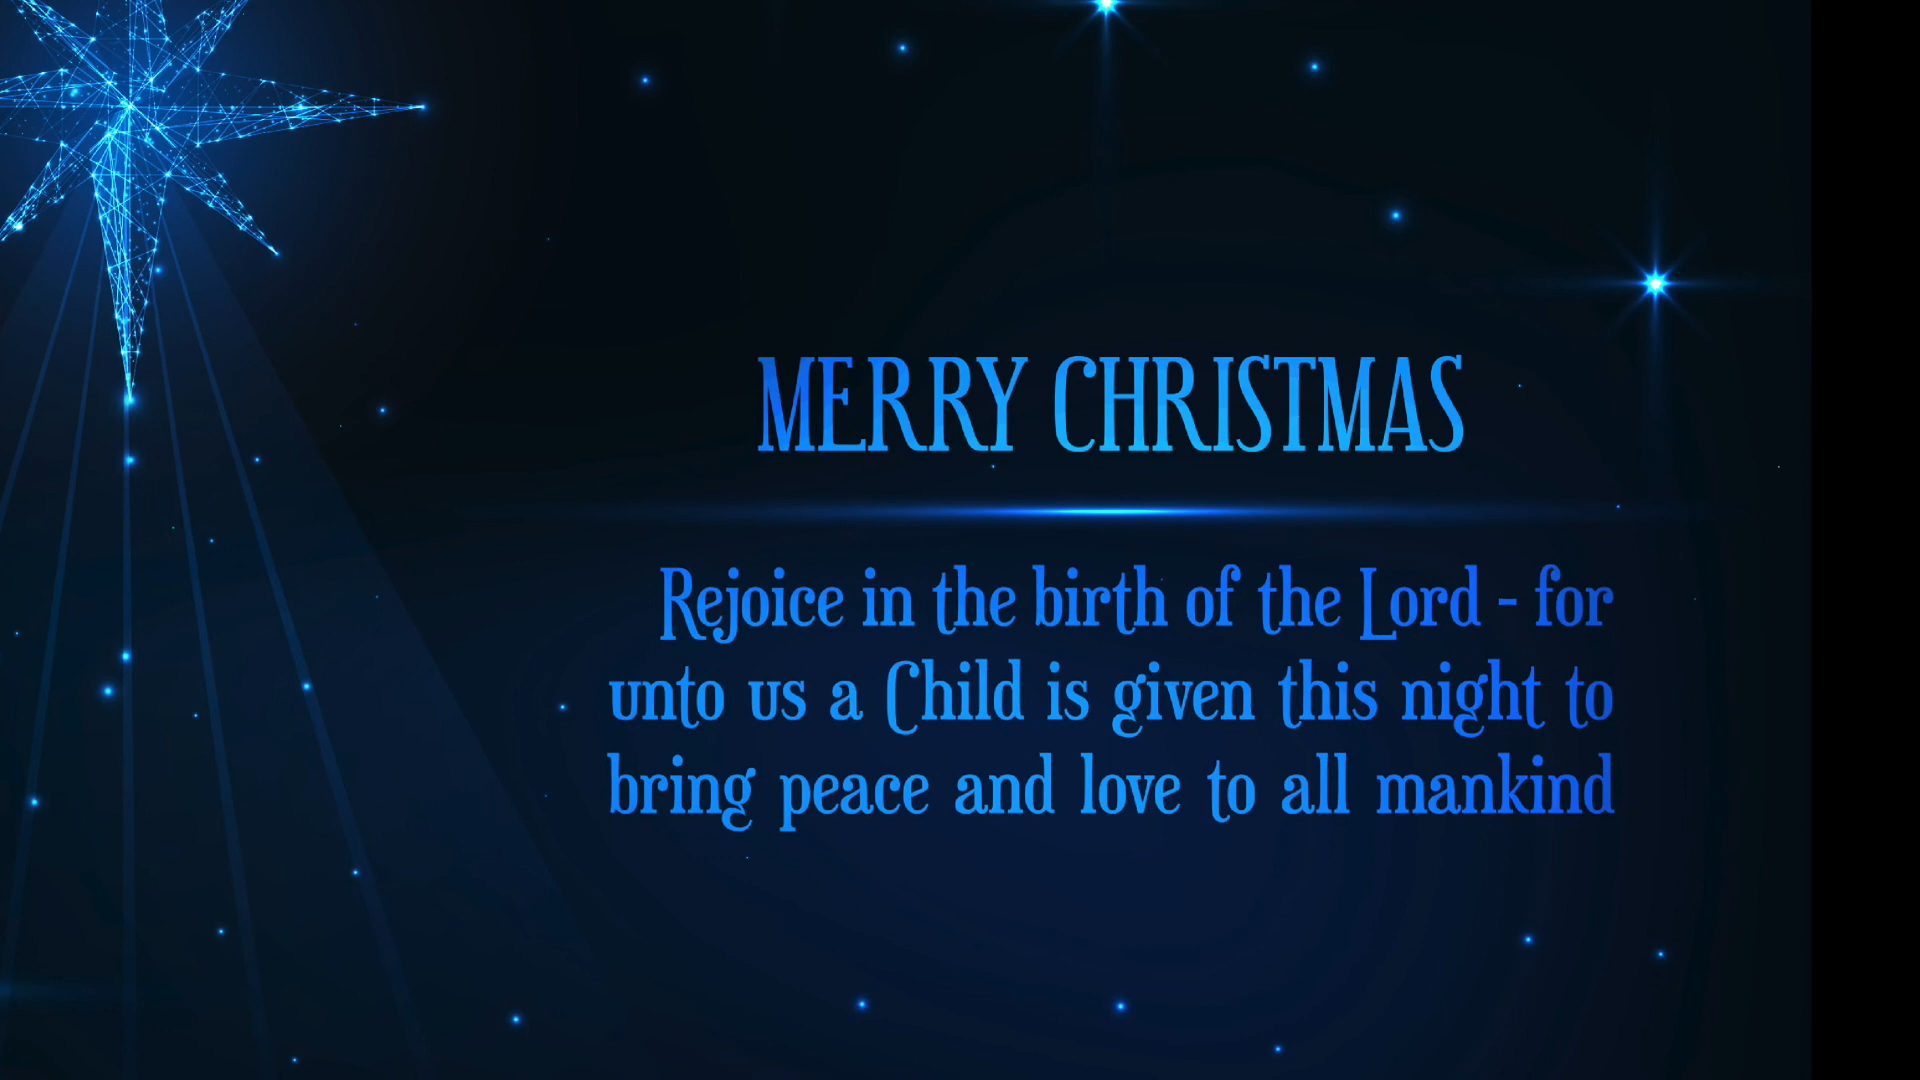 MERRY CHRISTMAS
Rejoice in the birth of the Lord - for
unto us a Child is given this night to
bring peace and love to all mankind